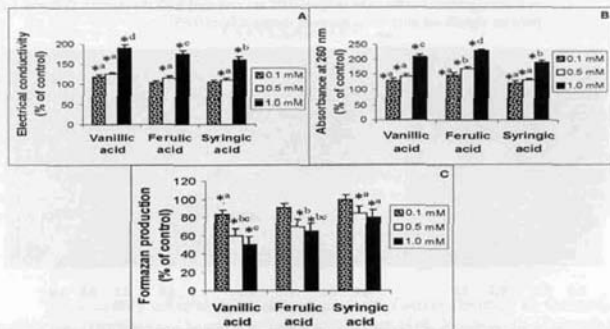 A
Electrical conductivity
(% of control)
200
150
100
50
0
*a
*a
*d
*a
*c
*a
*b
0.1 mM
0.5 mM
1.0 mM
Vanillic
acid
Ferulic
acid
Syringic
acid
B
Absorbance at 260 nm
(% of control)
250
200
150
100
50
0
*a
*a
*c
*b
*d
*a
*a
*b
0.1 mM
0.5 mM
1.0 mM
Vanillic
acid
Ferulic
acid
Syringic
acid
C
Formazan production
(% of control)
120
100
80
60
40
20
0
*a
*bc
*c
*b
*bc
*a
*a
0.1 mM
0.5 mM
1.0 mM
Vanillic
acid
Ferulic
acid
Syringic
acid